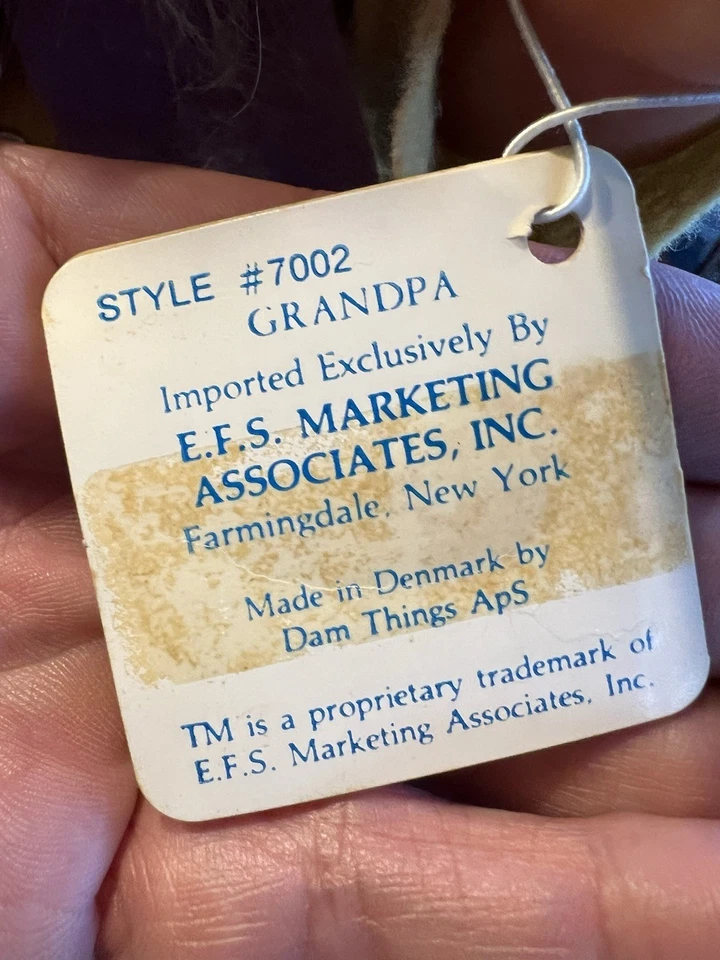 STYLE #7002
GRANDPA
Imported Exclusively By
E.F.S. MARKETING
ASSOCIATES, INC.
Farmingdale, New York
Made in Denmark by
Dam Things ApS
TM is a proprietary trademark of
E.F.S. Marketing Associates, Inc.